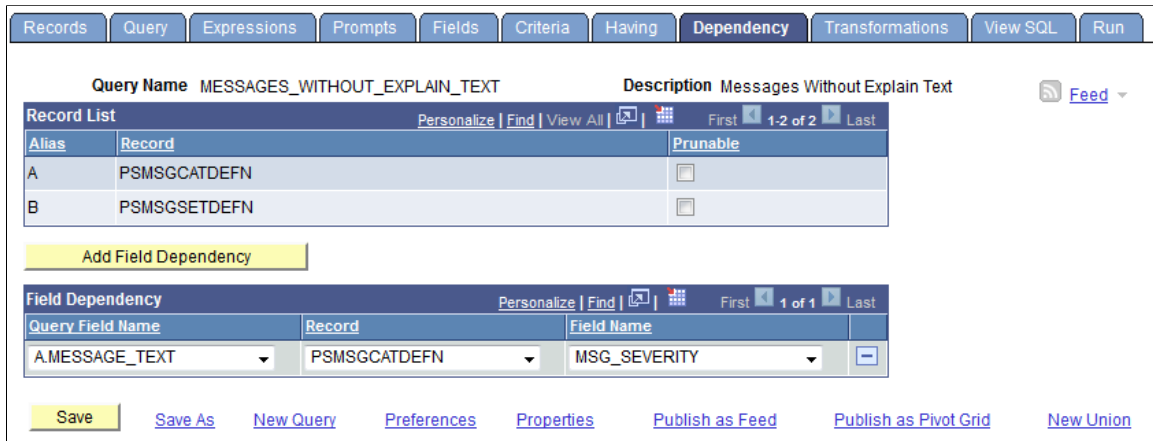 Records Query Expressions Prompts Fields Criteria Having Dependency Transformations View SQL Run
Query Name MESSAGES_WITHOUT_EXPLAIN_TEXT Description Messages Without Explain Text Feed
Record List Personalize | Find | View All | | First 1-2 of 2 Last
Alias Record Prunable
A PSMSGCATDEFN
B PSMSGSETDEFN
Add Field Dependency
Field Dependency Personalize | Find | | First 1 of 1 Last
Query Field Name Record Field Name
A.MESSAGE_TEXT PSMSGCATDEFN MSG_SEVERITY
Save Save As New Query Preferences Properties Publish as Feed Publish as Pivot Grid New Union